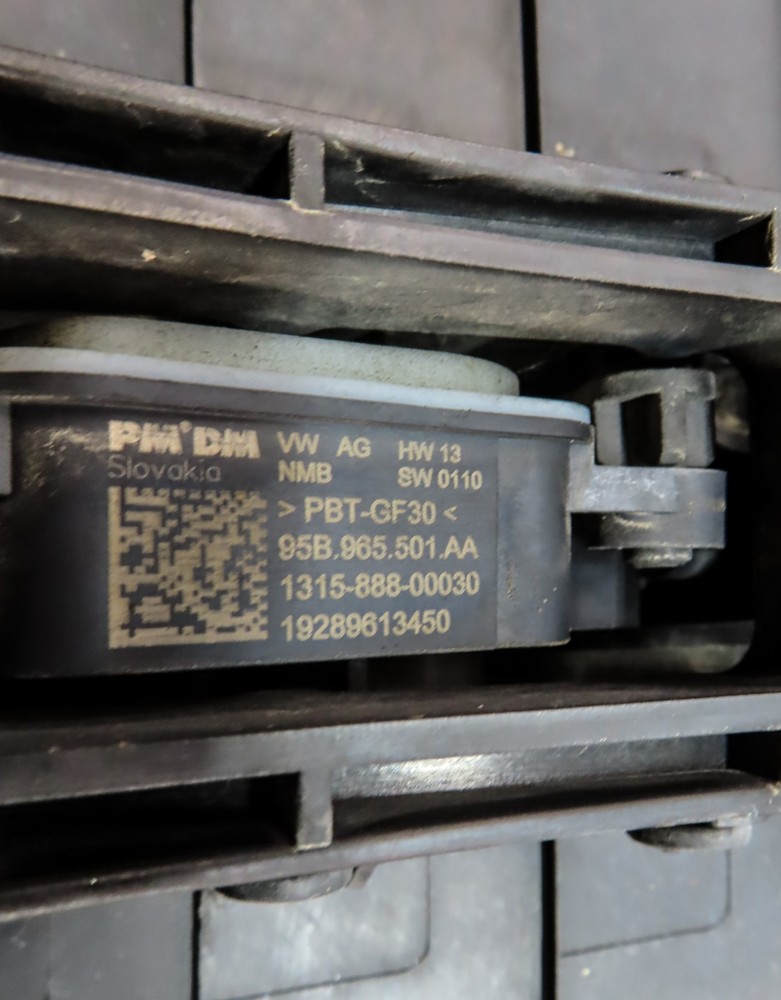 PM°DM VW AG HW 13
Slovakia NMB SW 0110
> PBT-GF30 <
95B.965.501.AA
1315-888-00030
19289613450